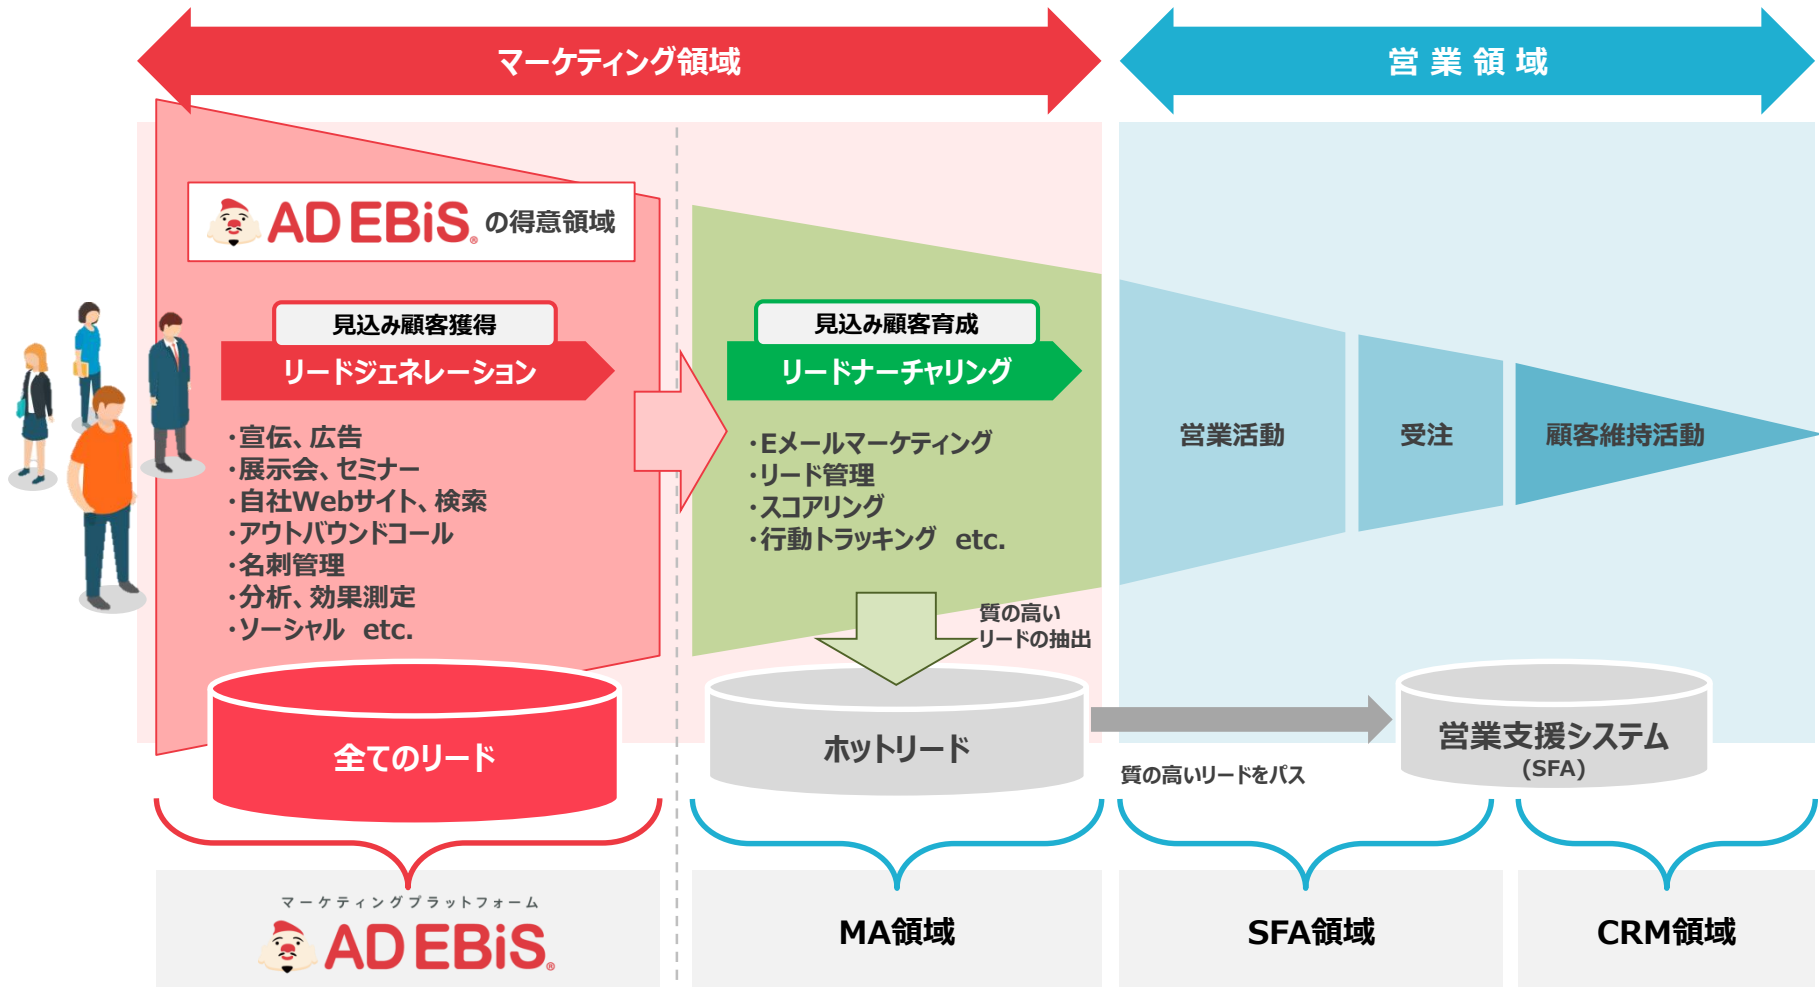 マーケティング領域
営業領域
AD EBiS®の得意領域
見込み顧客獲得
リードジェネレーション
・宣伝、広告
・展示会、セミナー
・自社Webサイト、検索
・アウトバウンドコール
・名刺管理
・分析、効果測定
・ソーシャル etc.
見込み顧客育成
リードナーチャリング
・Eメールマーケティング
・リード管理
・スコアリング
・行動トラッキング etc.
質の高い
リードの抽出
営業活動
受注
顧客維持活動
全てのリード
ホットリード
質の高いリードをパス
営業支援システム
(SFA)
マーケティングプラットフォーム
AD EBiS®
MA領域
SFA領域
CRM領域